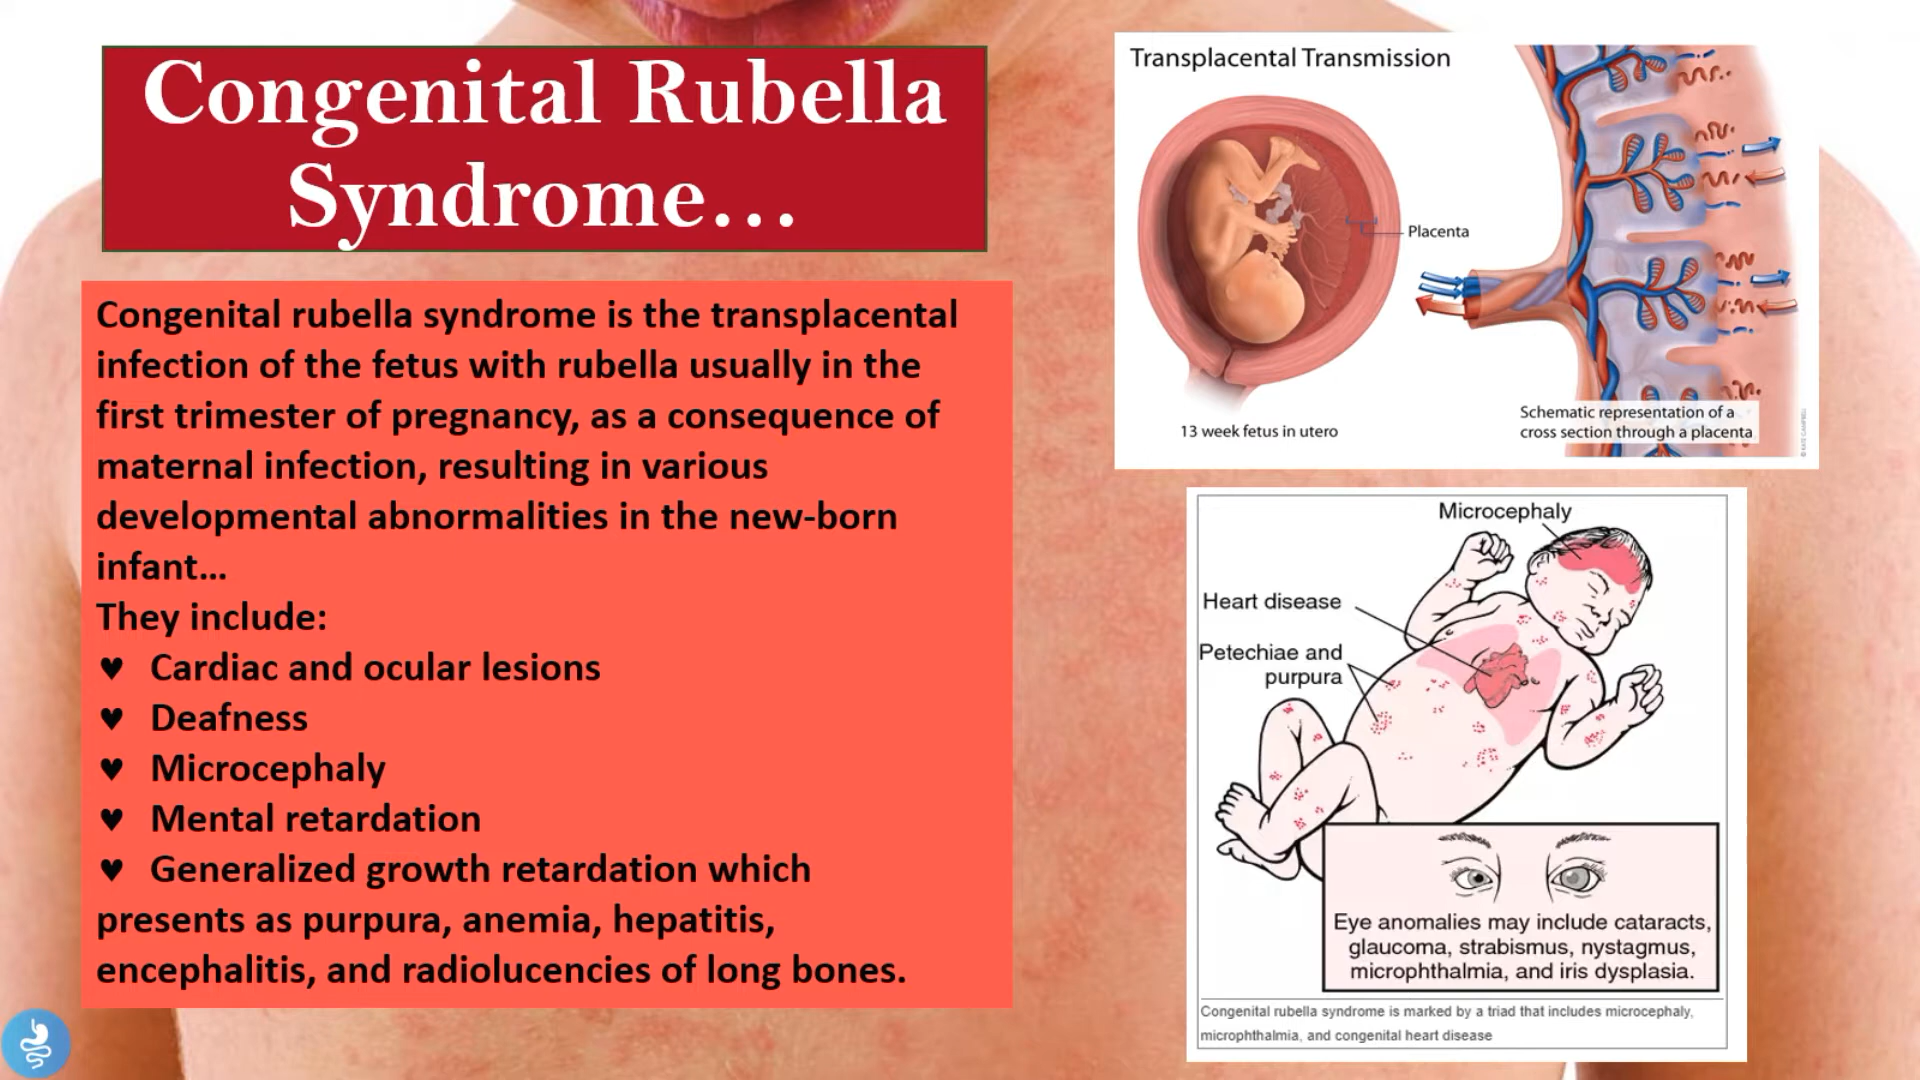 Congenital Rubella
Syndrome...
Congenital rubella syndrome is the transplacental
infection of the fetus with rubella usually in the
first trimester of pregnancy, as a consequence of
maternal infection, resulting in various
developmental abnormalities in the new-born
infant...
They include:
♥ Cardiac and ocular lesions
♥ Deafness
♥ Microcephaly
♥ Mental retardation
♥ Generalized growth retardation which
presents as purpura, anemia, hepatitis,
encephalitis, and radiolucencies of long bones.
Transplacental Transmission
Placenta
13 week fetus in utero
Schematic representation of a
cross section through a placenta
© KATE CAMPBELL
Microcephaly
Heart disease
Petechiae and
purpura
Eye anomalies may include cataracts,
glaucoma, strabismus, nystagmus,
microphthalmia, and iris dysplasia.
Congenital rubella syndrome is marked by a triad that includes microcephaly,
microphthalmia, and congenital heart disease